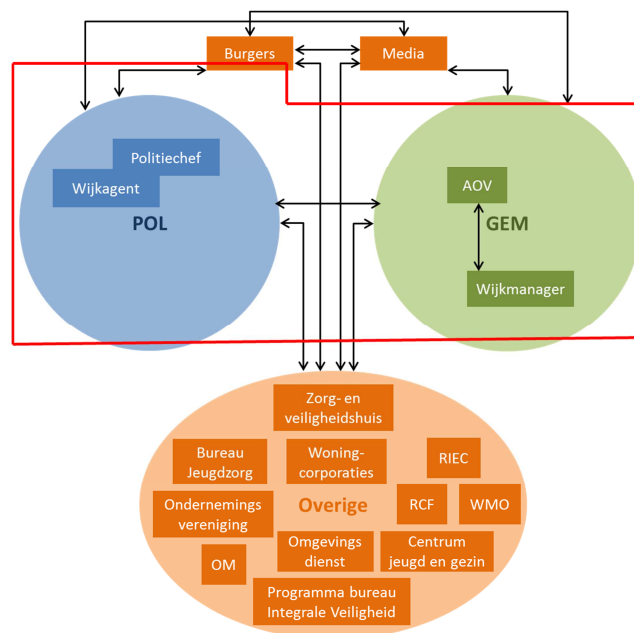 Burgers
Media
Politiechef
Wijkagent
POL
AOV
GEM
Wijkmanager
Zorg- en
veiligheidshuis
Bureau
Jeugdzorg
Woning-
corporaties
RIEC
Ondernemings
vereniging
Overige
RCF
WMO
OM
Omgevings
dienst
Centrum
jeugd en gezin
Programma bureau
Integrale Veiligheid